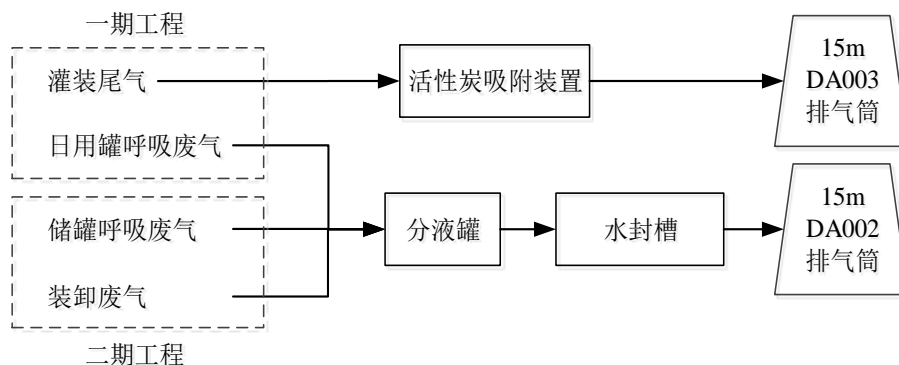 一期工程
灌装尾气
活性炭吸附装置
15m
DA003
排气筒
日用罐呼吸废气
储罐呼吸废气
分液罐
水封槽
15m
DA002
排气筒
装卸废气
二期工程